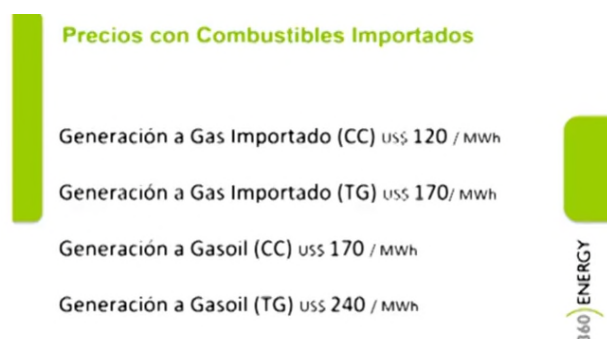 Precios con Combustibles Importados
Generación a Gas Importado (CC) US$ 120 / MWh
Generación a Gas Importado (TG) US$ 170/ MWh
Generación a Gasoil (CC) US$ 170 / MWh
Generación a Gasoil (TG) US$ 240 / MWh
360 ENERGY